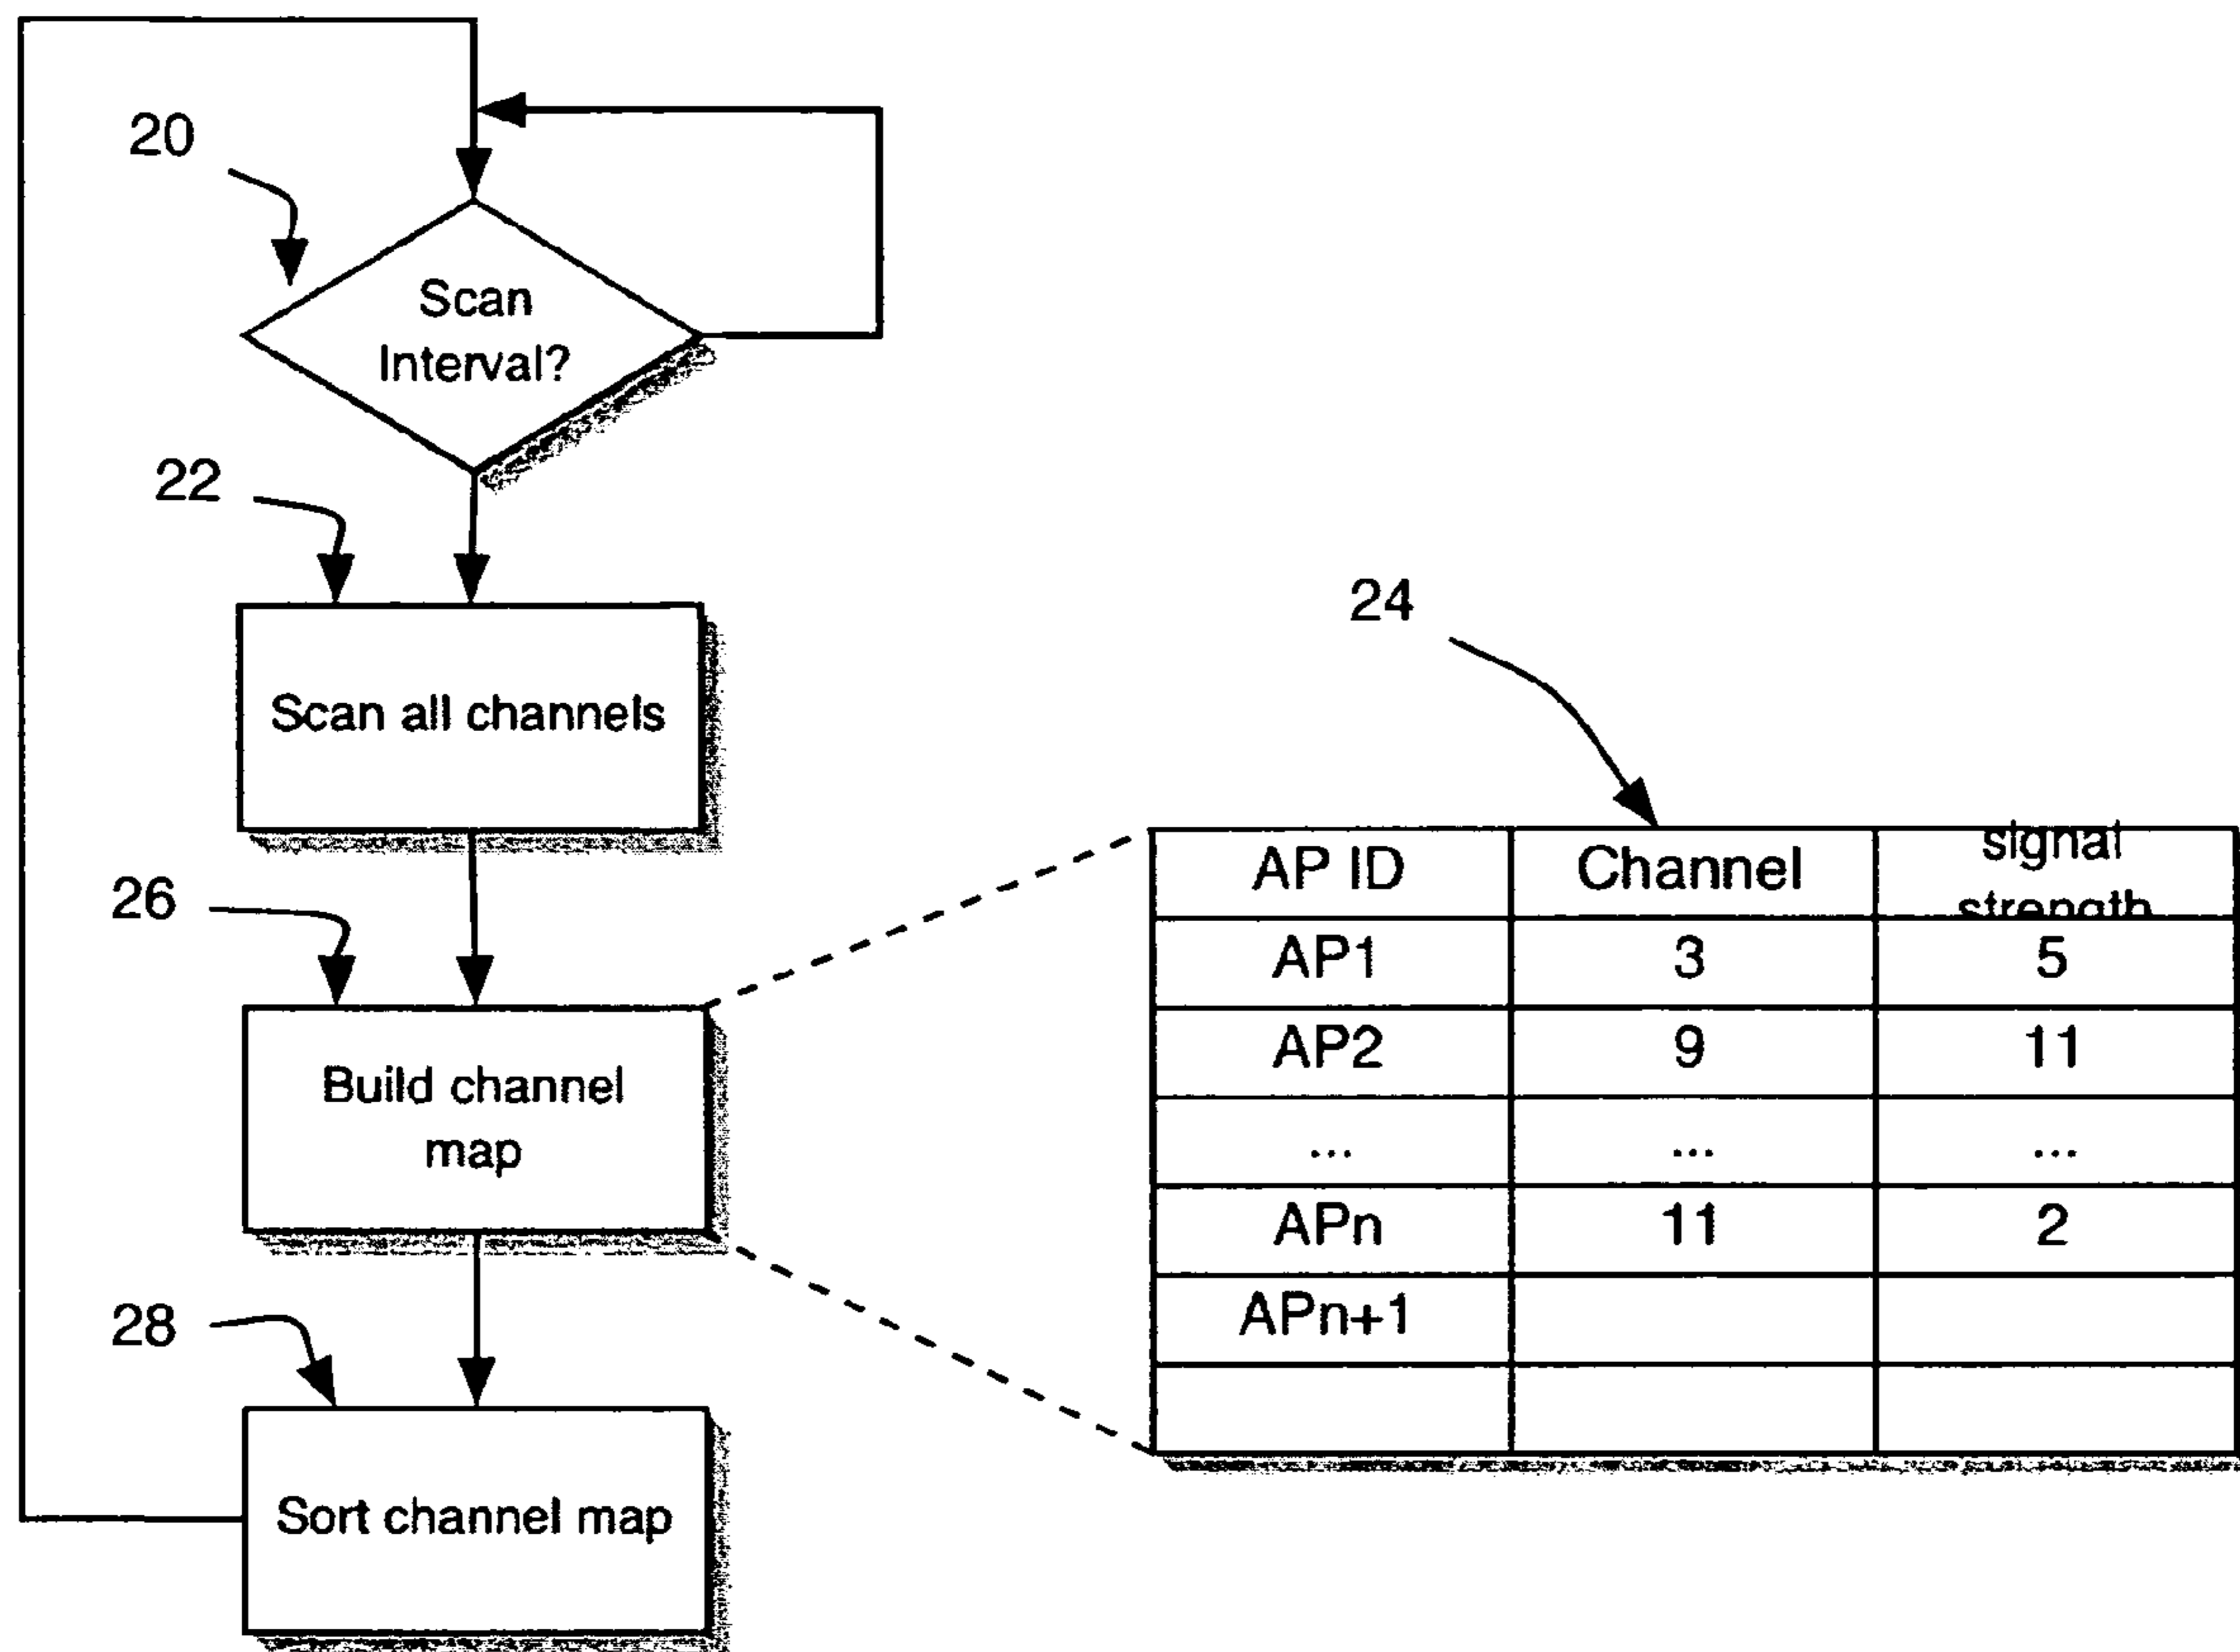 20
Scan
Interval?
22
Scan all channels
24
26
Build channel
map
28
Sort channel map
AP ID Channel signal
strength
AP1 3 5
AP2 9 11
... ... ...
APn 11 2
APn+1